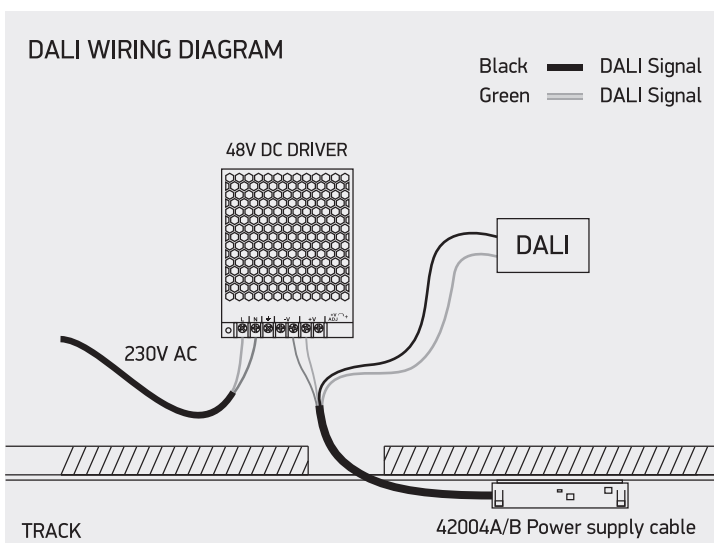 DALI WIRING DIAGRAM
Black DALI Signal
Green DALI Signal
48V DC DRIVER
L N -V +V +V ADJ +
DALI
230V AC
TRACK
42004A/B Power supply cable